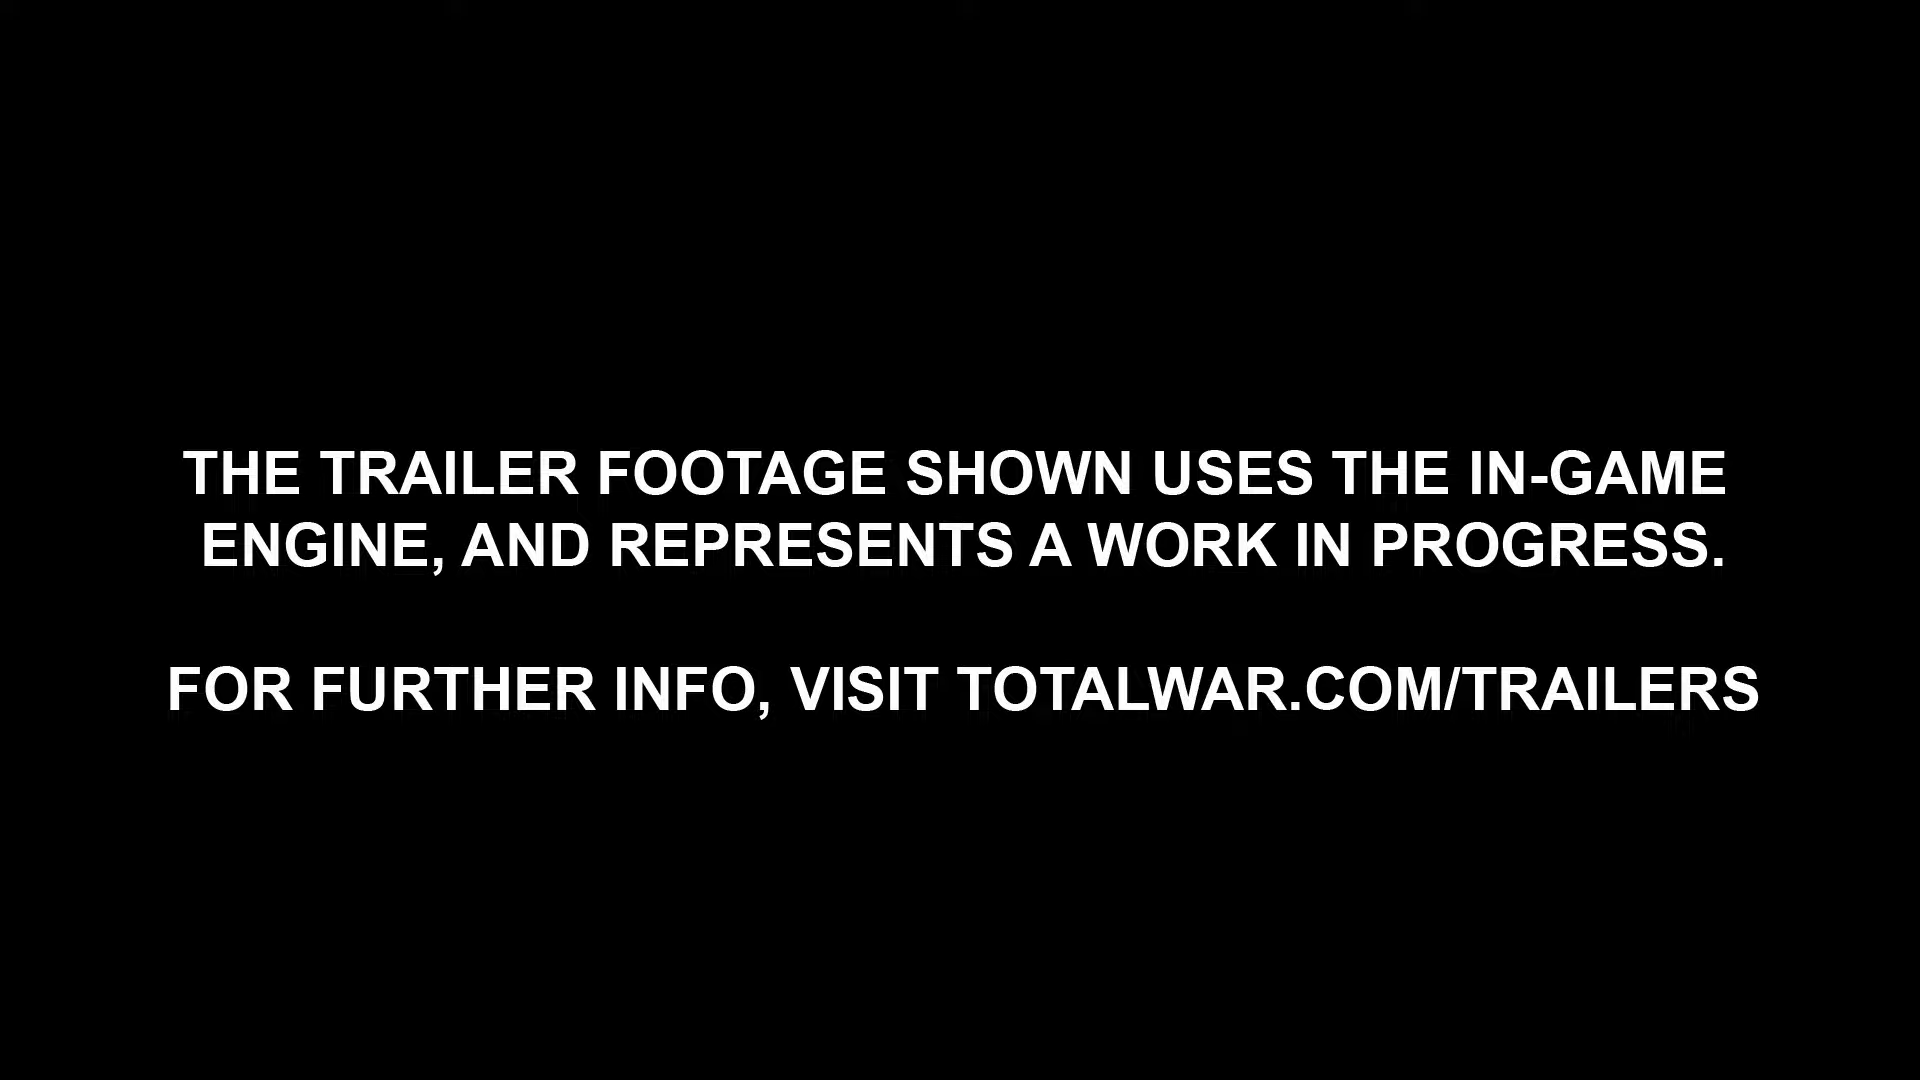 THE TRAILER FOOTAGE SHOWN USES THE IN-GAME
ENGINE, AND REPRESENTS A WORK IN PROGRESS.
FOR FURTHER INFO, VISIT TOTALWAR.COM/TRAILERS